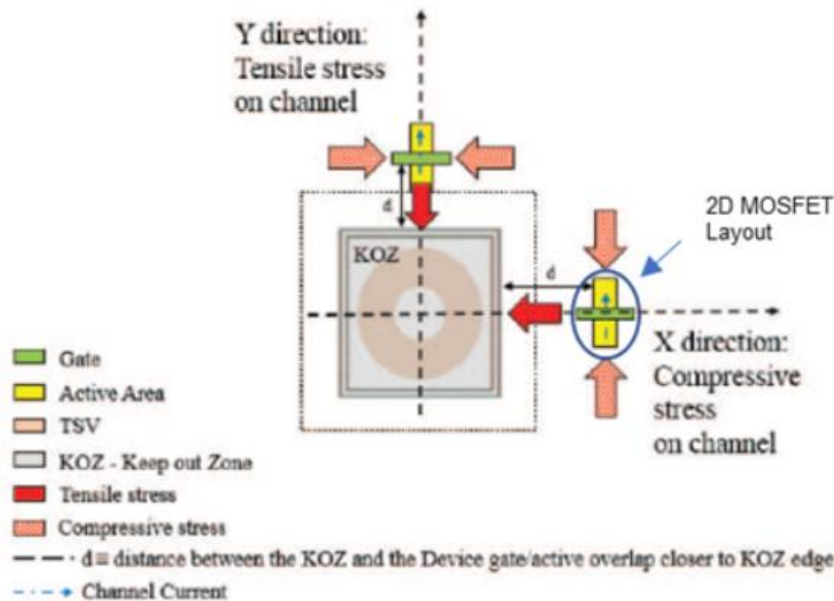 Y direction:
Tensile stress
on channel
d
2D MOSFET
Layout
KOZ
d
X direction:
Compressive
stress
on channel
Gate
Active Area
TSV
KOZ - Keep out Zone
Tensile stress
Compressive stress
d ≡ distance between the KOZ and the Device gate/active overlap closer to KOZ edge
Channel Current